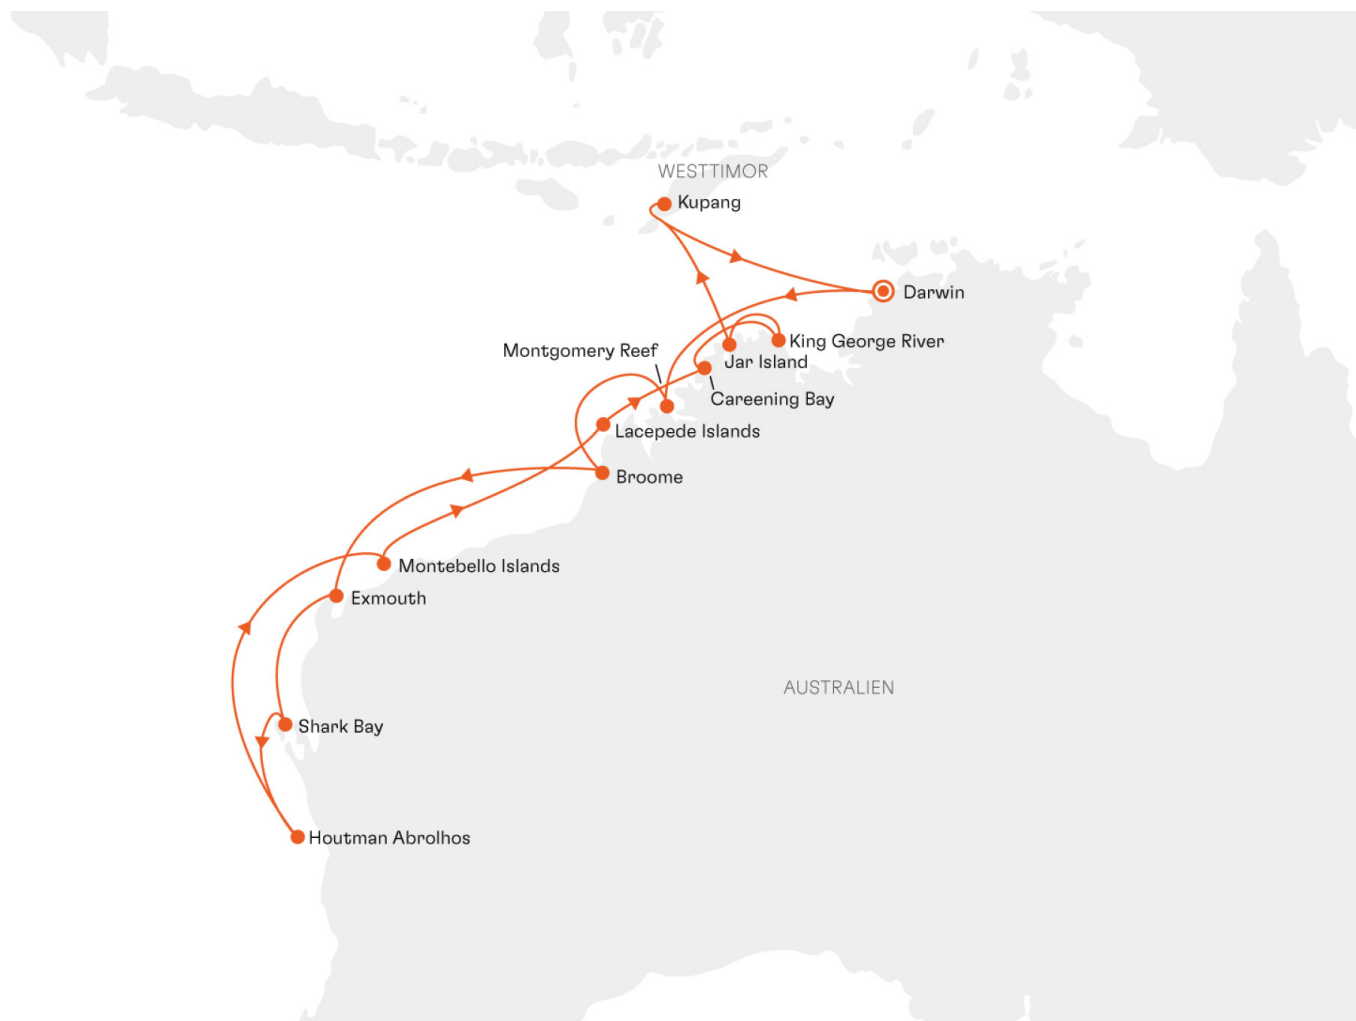 WESTTIMOR
Kupang
Darwin
King George River
Montgomery Reef
Jar Island
Careening Bay
Lacepede Islands
Broome
Montebello Islands
Exmouth
AUSTRALIEN
Shark Bay
Houtman Abrolhos